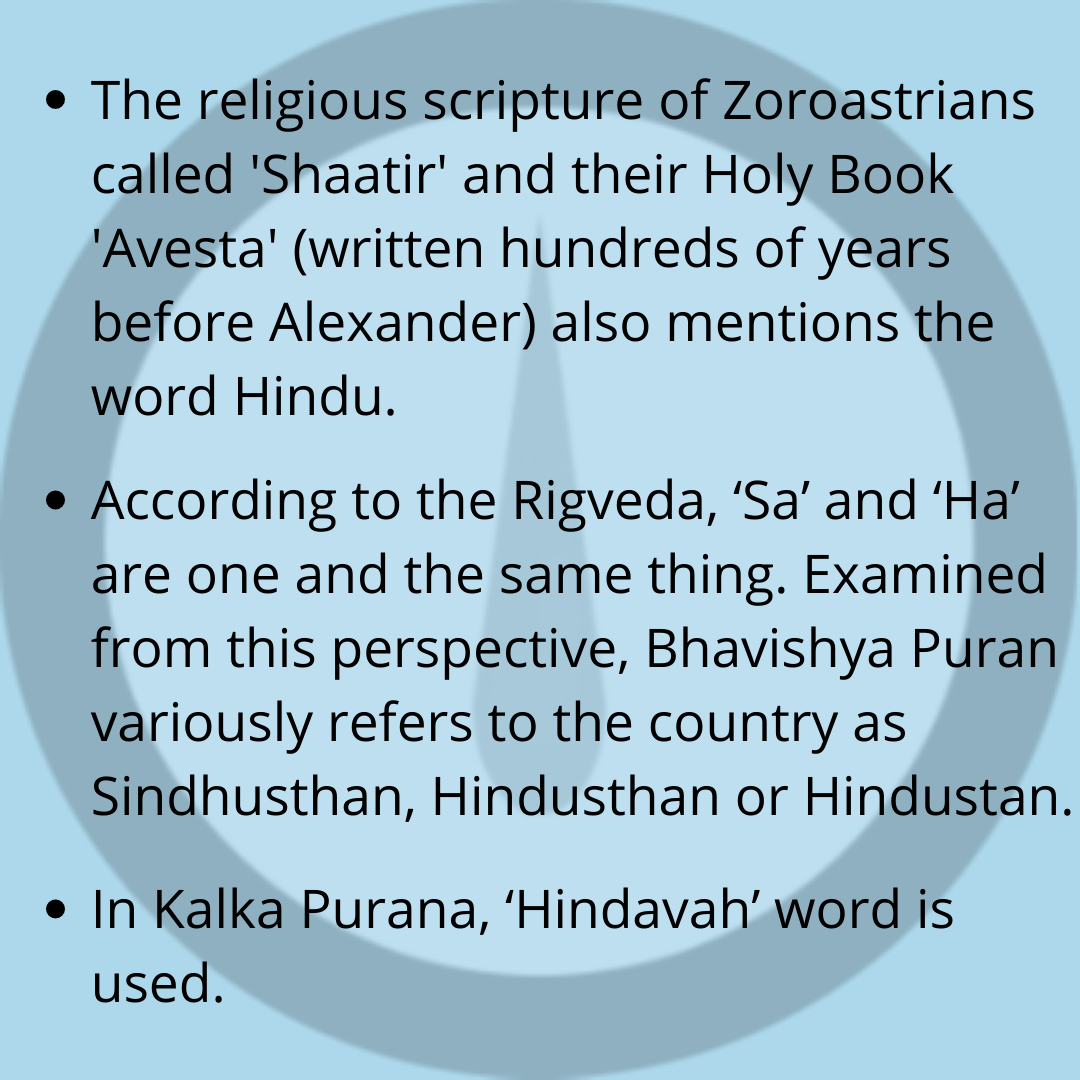 • The religious scripture of Zoroastrians
called 'Shaatir' and their Holy Book
'Avesta' (written hundreds of years
before Alexander) also mentions the
word Hindu.
• According to the Rigveda, ‘Sa’ and ‘Ha’
are one and the same thing. Examined
from this perspective, Bhavishya Puran
variously refers to the country as
Sindhusthan, Hindusthan or Hindustan.
• In Kalka Purana, ‘Hindavah’ word is
used.